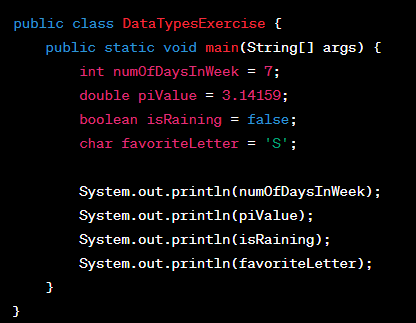 public class DataTypesExercise {
    public static void main(String[] args) {
        int numOfDaysInWeek = 7;
        double piValue = 3.14159;
        boolean isRaining = false;
        char favoriteLetter = 'S';

        System.out.println(numOfDaysInWeek);
        System.out.println(piValue);
        System.out.println(isRaining);
        System.out.println(favoriteLetter);
    }
}